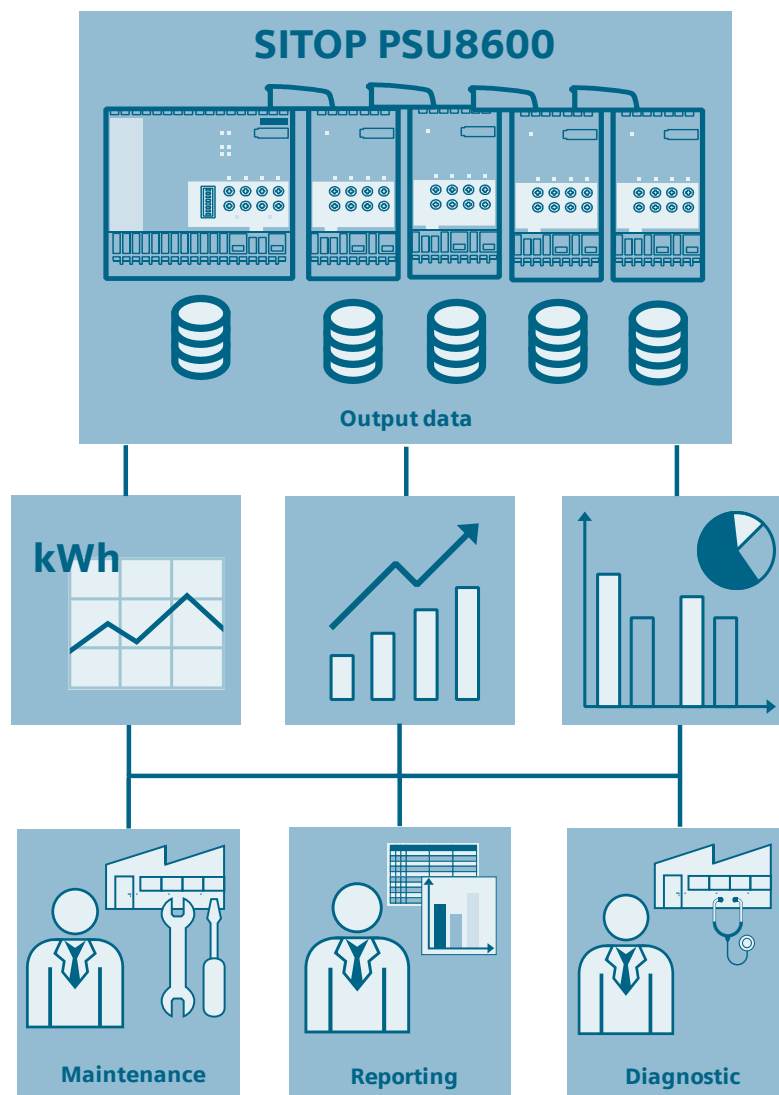 SITOP PSU8600
Output data
kWh
Maintenance
Reporting
Diagnostic